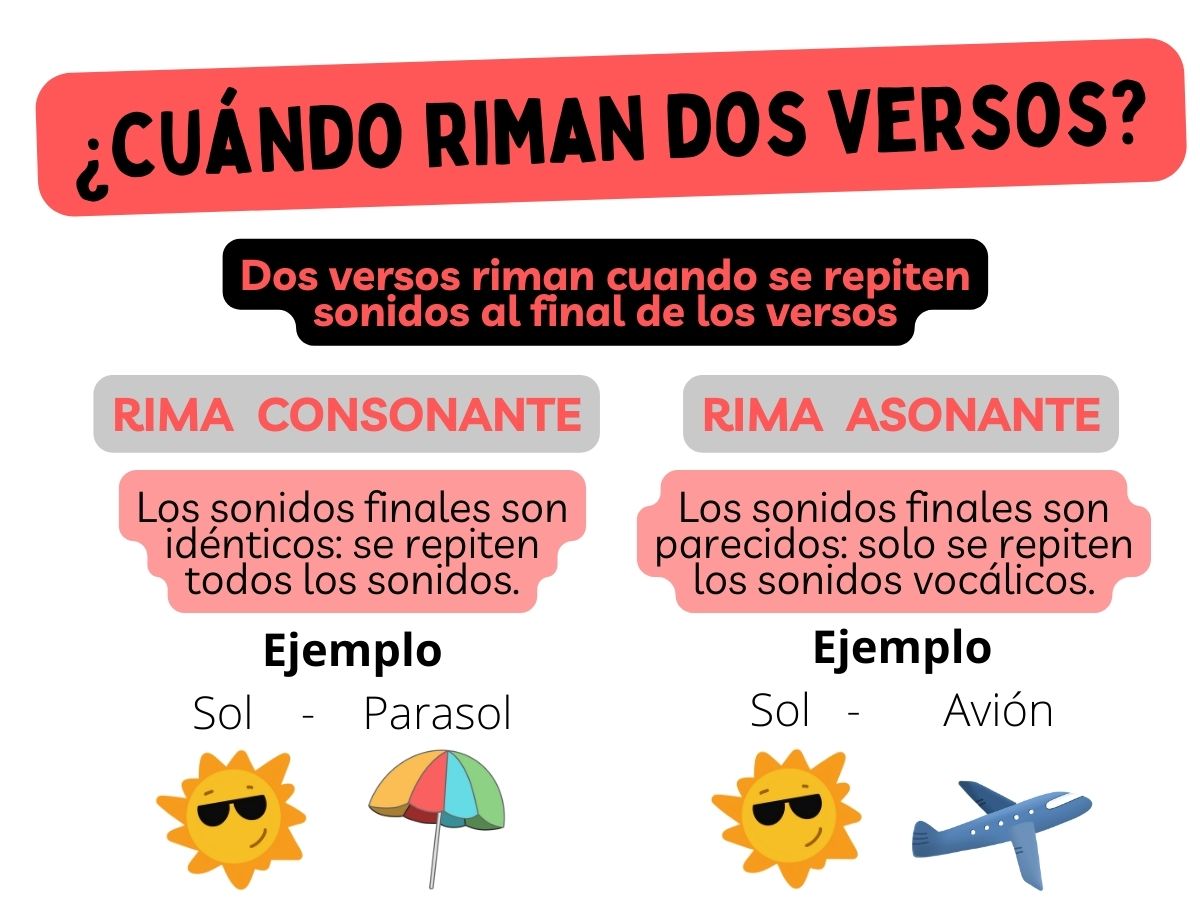 ¿CUÁNDO RIMAN DOS VERSOS?
Dos versos riman cuando se repiten
sonidos al final de los versos
RIMA CONSONANTE
Los sonidos finales son
idénticos: se repiten
todos los sonidos.
Ejemplo
Sol - Parasol
RIMA ASONANTE
Los sonidos finales son
parecidos: solo se repiten
los sonidos vocálicos.
Ejemplo
Sol - Avión